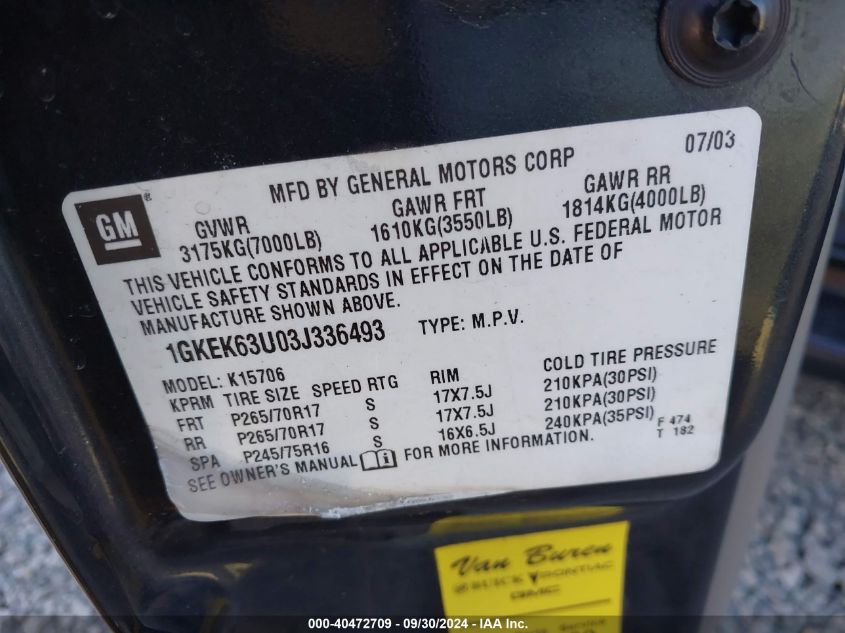 07/03
MFD BY GENERAL MOTORS CORP
GM
GVWR GAWR FRT GAWR RR
3175KG(7000LB) 1610KG(3550LB) 1814KG(4000LB)
THIS VEHICLE CONFORMS TO ALL APPLICABLE U.S. FEDERAL MOTOR
VEHICLE SAFETY STANDARDS IN EFFECT ON THE DATE OF
MANUFACTURE SHOWN ABOVE.
1GKEK63U03J336493 TYPE: M.P.V.
MODEL: K15706
KPRM TIRE SIZE SPEED RTG RIM COLD TIRE PRESSURE
FRT P265/70R17 S 17X7.5J 210KPA(30PSI)
RR P265/70R17 S 17X7.5J 210KPA(30PSI)
SPA P245/75R16 S 16X6.5J 240KPA(35PSI)
F 474
T 182
SEE OWNER'S MANUAL FOR MORE INFORMATION.
Van Buren
BUICK PONTIAC
GMC
Service
000-40472709 - 09/30/2024 - IAA Inc.